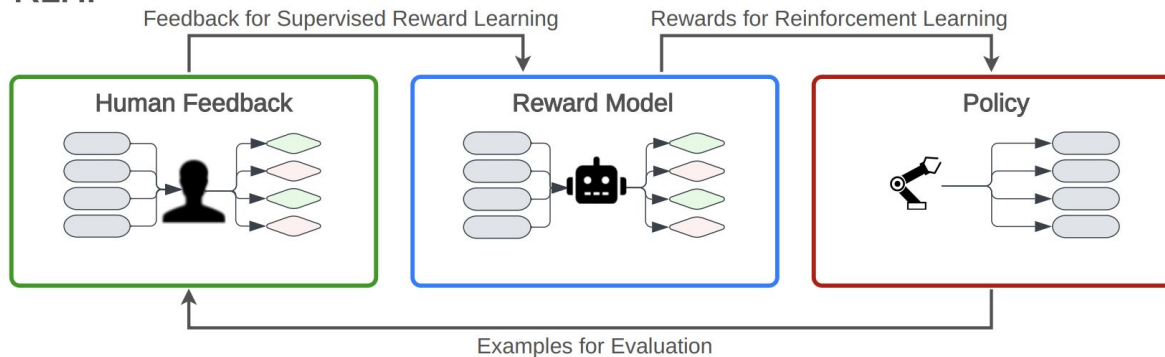 Feedback for Supervised Reward Learning
Rewards for Reinforcement Learning
Human Feedback
Reward Model
Policy
Examples for Evaluation